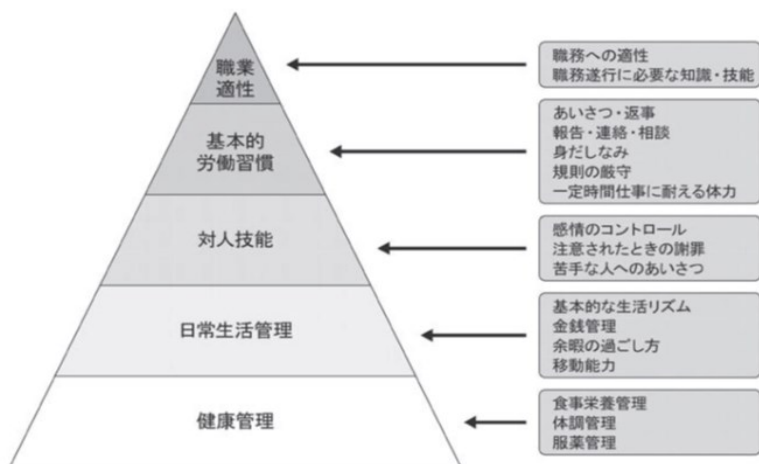 職業
適性
職務への適性
職務遂行に必要な知識・技能
基本的
労働習慣
あいさつ・返事
報告・連絡・相談
身だしなみ
規則の厳守
一定時間仕事に耐える体力
対人技能
感情のコントロール
注意されたときの謝罪
苦手な人へのあいさつ
日常生活管理
基本的な生活リズム
金銭管理
余暇の過ごし方
移動能力
健康管理
食事栄養管理
体調管理
服薬管理